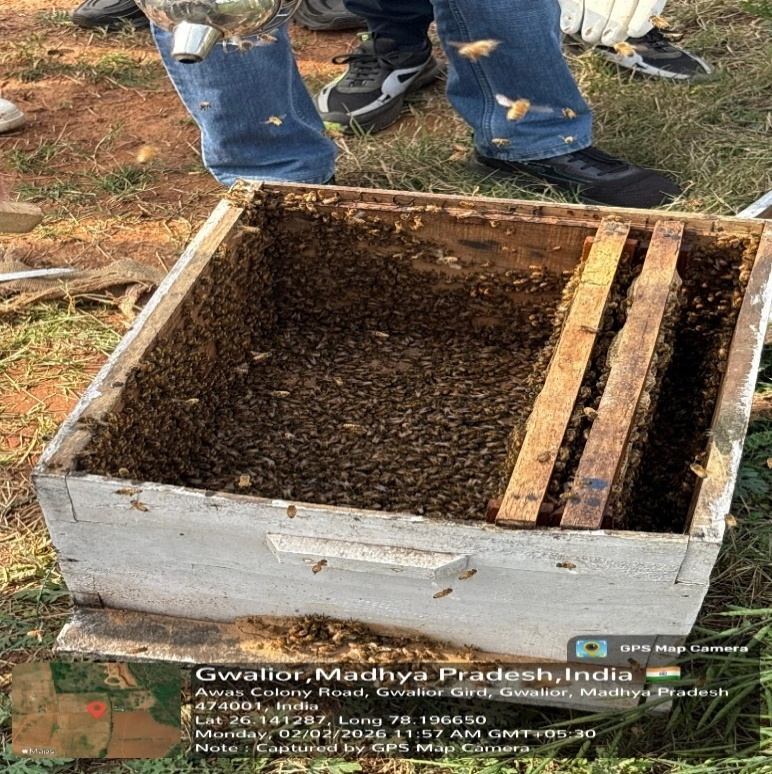 GPS Map Camera
Gwalior,Madhya Pradesh,India
Awas Colony Road, Gwalior Gird, Gwalior, Madhya Pradesh
474001, India
Lat 26.141287, Long 78.196650
Monday, 02/02/2026 11:57 AM GMT+05:30
Note : Captured by GPS Map Camera
Maps